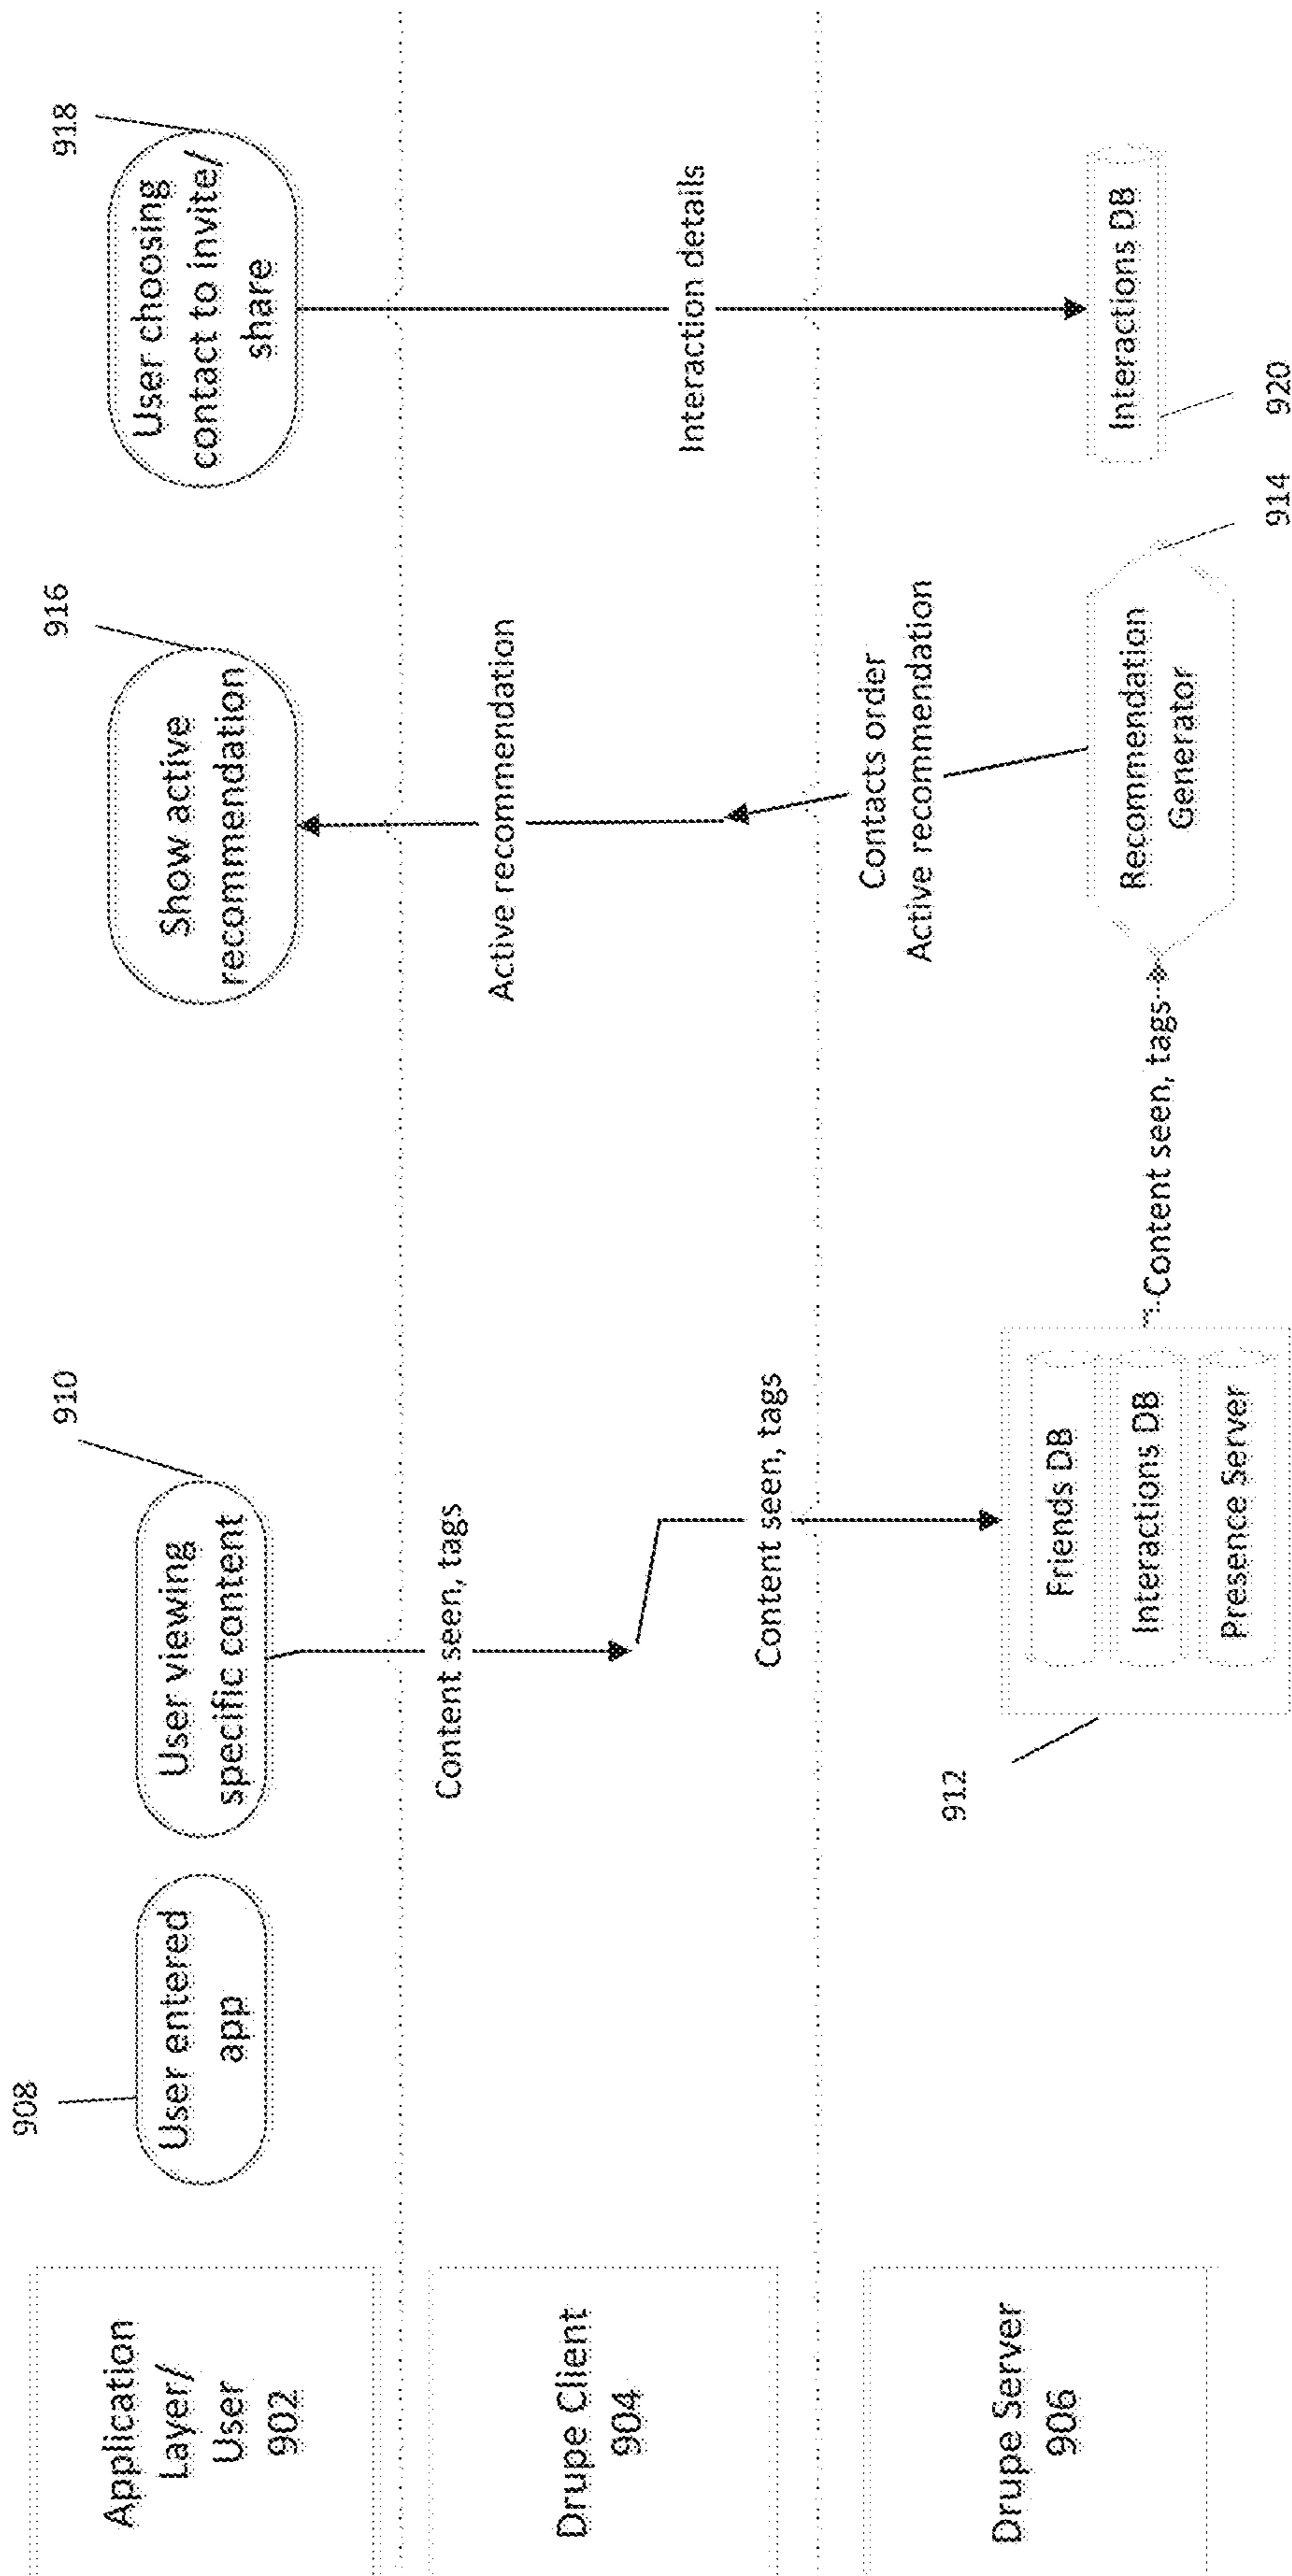 Application
Layer/
User
902
908
User entered
app
910
User viewing
specific content
916
Show active
recommendation
918
User choosing
contact to invite/
share
Drupe Client
904
Content seen, tags
Content seen, tags
Active recommendation
Interaction details
Drupe Server
906
912
Friends DB
Interactions DB
Presence Server
Content seen, tags
Contacts order
Active recommendation
Recommendation
Generator
914
Interactions DB
920